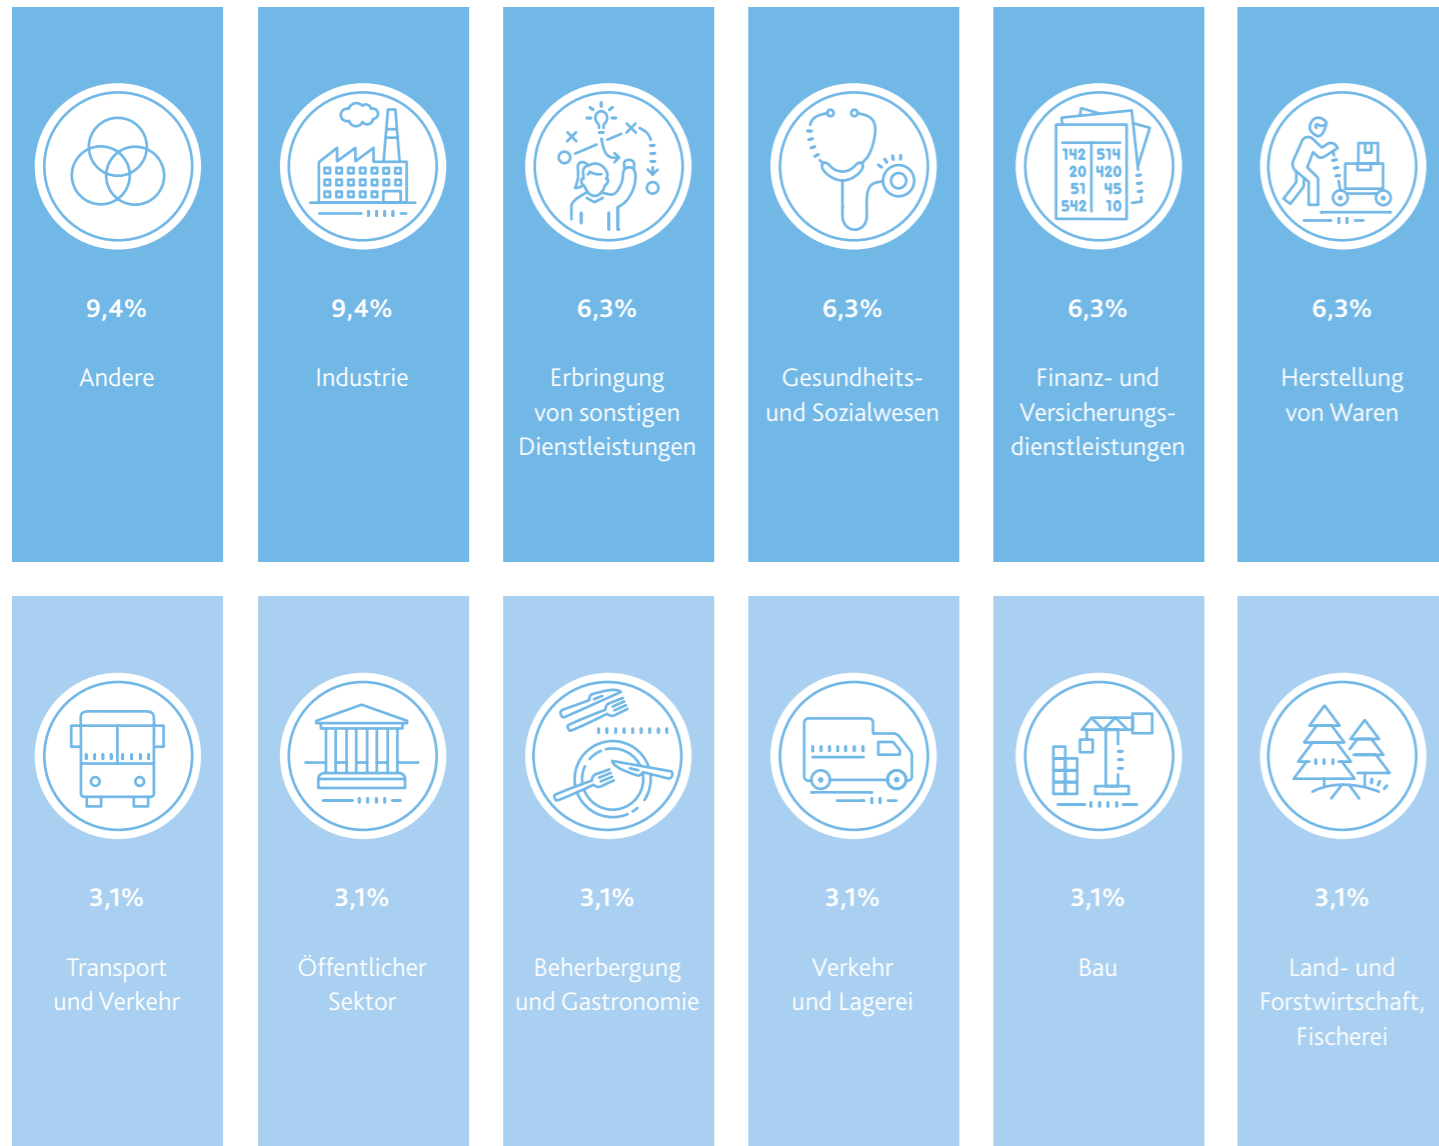 142 514
20 420
51 45
542 10
9,4%
Andere
9,4%
Industrie
6,3%
Erbringung
von sonstigen
Dienstleistungen
6,3%
Gesundheits-
und Sozialwesen
6,3%
Finanz- und
Versicherungs-
dienstleistungen
6,3%
Herstellung
von Waren
3,1%
Transport
und Verkehr
3,1%
Öffentlicher
Sektor
3,1%
Beherbergung
und Gastronomie
3,1%
Verkehr
und Lagerei
3,1%
Bau
3,1%
Land- und
Forstwirtschaft,
Fischerei